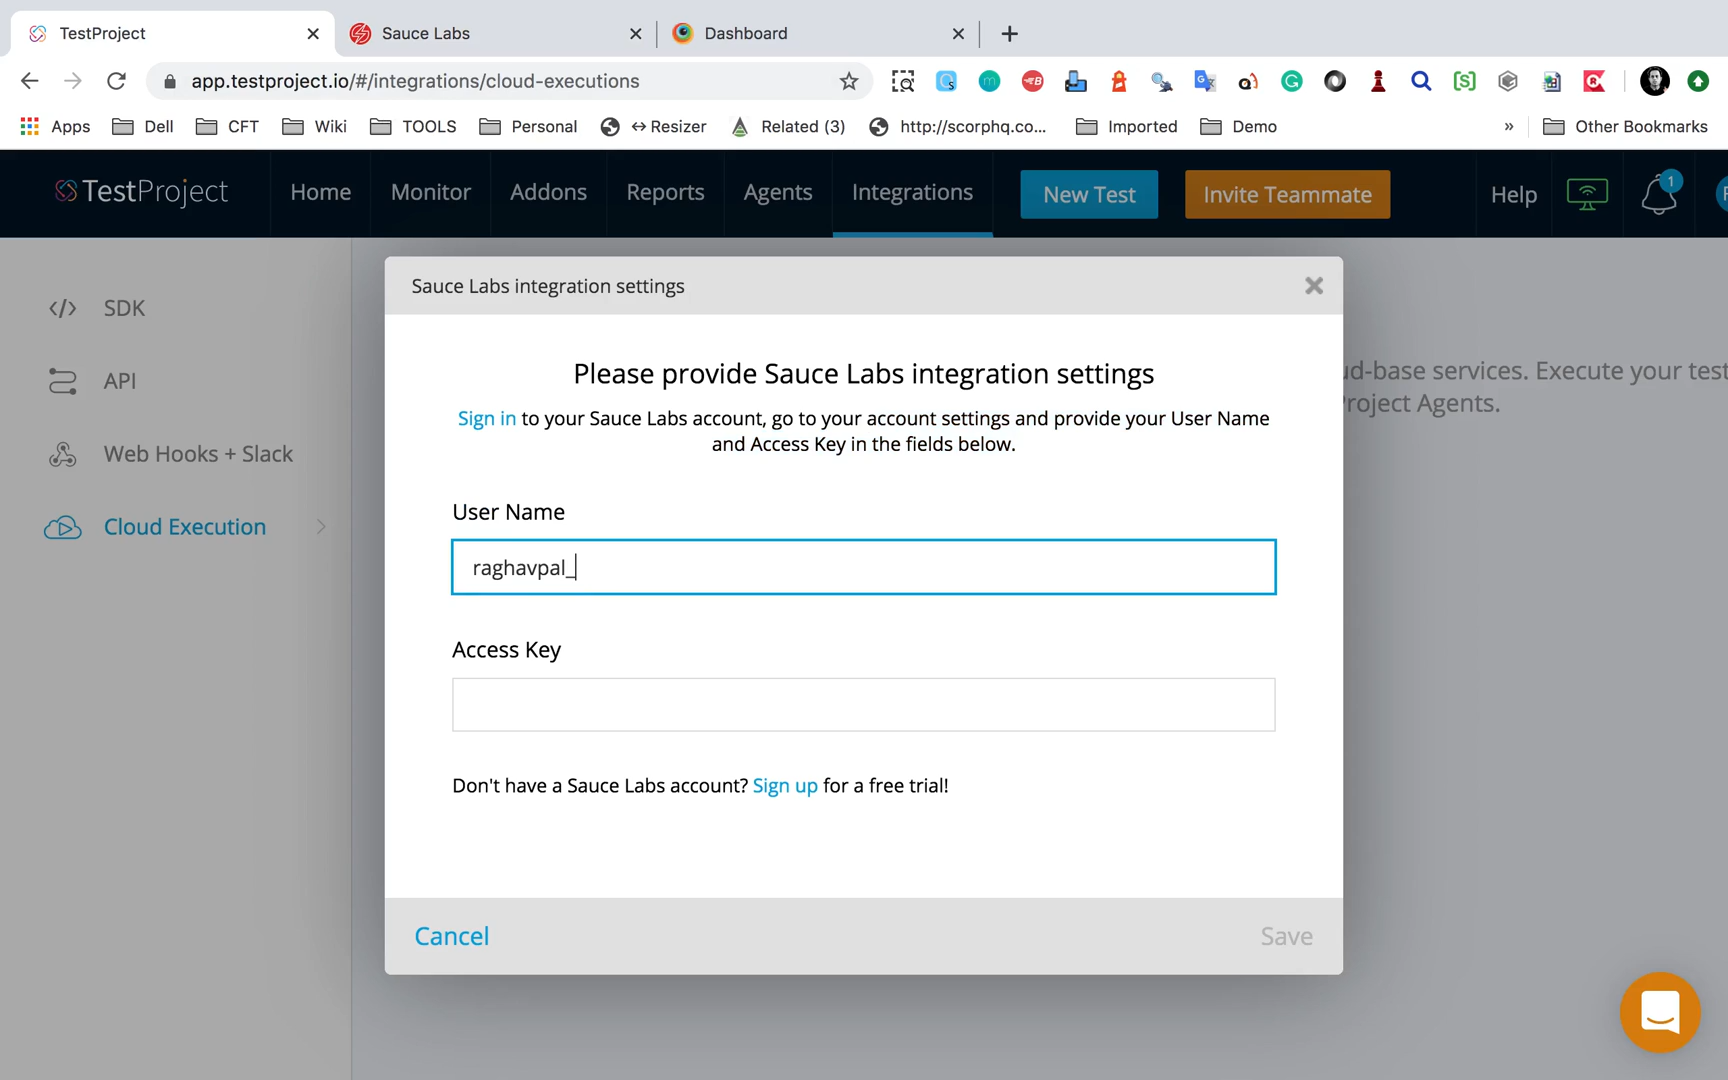 TestProject
Sauce Labs
Dashboard
app.testproject.io/#/integrations/cloud-executions
Apps
Dell
CFT
Wiki
TOOLS
Personal
Resizer
Related (3)
http://scorphq.co...
Imported
Demo
»
Other Bookmarks
TestProject
Home
Monitor
Addons
Reports
Agents
Integrations
New Test
Invite Teammate
Help
1
SDK
API
Web Hooks + Slack
Cloud Execution
Sauce Labs integration settings
Please provide Sauce Labs integration settings
Sign in to your Sauce Labs account, go to your account settings and provide your User Name
and Access Key in the fields below.
ud-base services. Execute your test
Project Agents.
User Name
raghavpal_
Access Key
Don't have a Sauce Labs account? Sign up for a free trial!
Cancel
Save